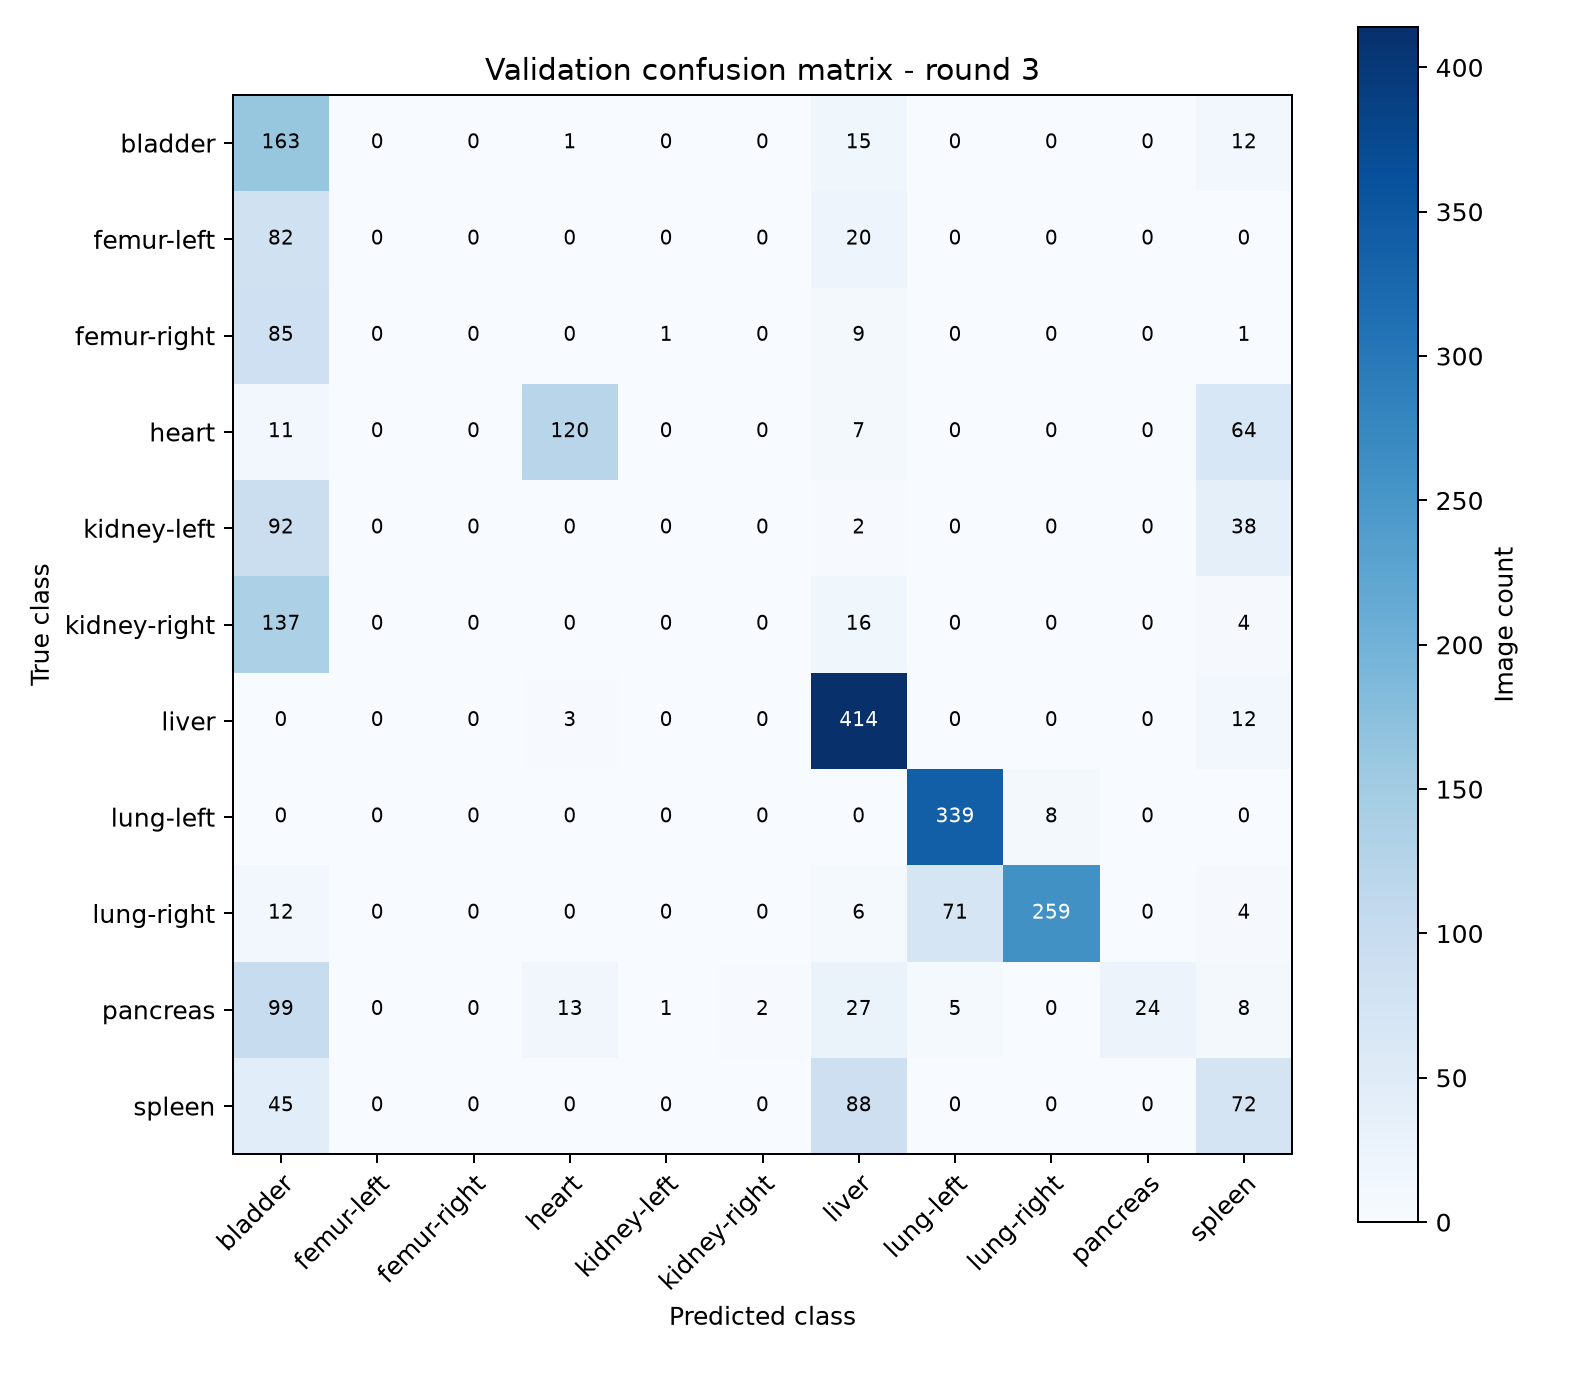 Validation confusion matrix - round 3
bladder 163 0 0 1 0 0 15 0 0 0 12
femur-left 82 0 0 0 0 0 20 0 0 0 0
femur-right 85 0 0 0 1 0 9 0 0 0 1
heart 11 0 0 120 0 0 7 0 0 0 64
kidney-left 92 0 0 0 0 0 2 0 0 0 38
kidney-right 137 0 0 0 0 0 16 0 0 0 4
liver 0 0 0 3 0 0 414 0 0 0 12
lung-left 0 0 0 0 0 0 0 339 8 0 0
lung-right 12 0 0 0 0 0 6 71 259 0 4
pancreas 99 0 0 13 1 2 27 5 0 24 8
spleen 45 0 0 0 0 0 88 0 0 0 72
True class
bladder femur-left femur-right heart kidney-left kidney-right liver lung-left lung-right pancreas spleen
Predicted class
400
350
300
250
200
150
100
50
0
Image count